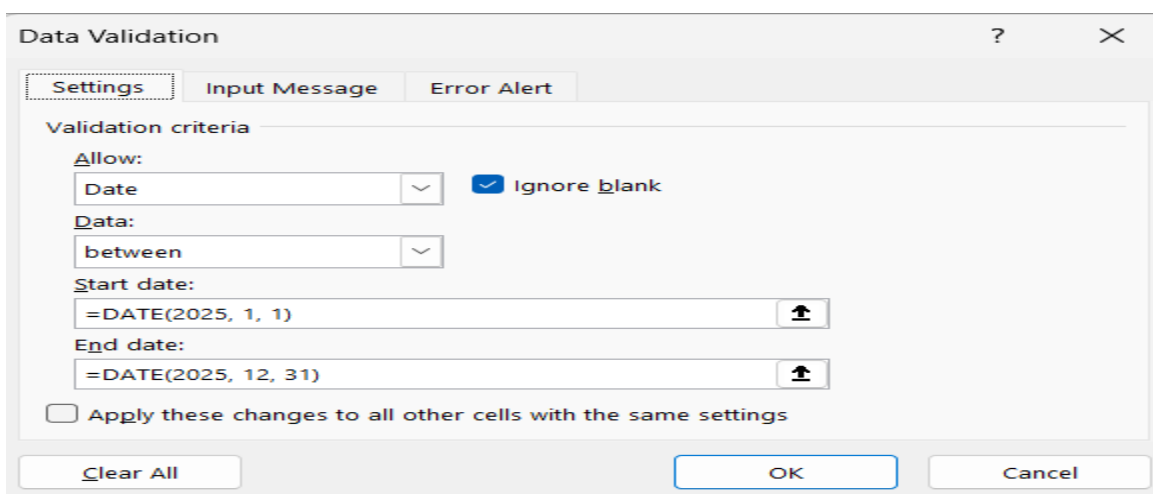 Data Validation ?
Settings Input Message Error Alert
Validation criteria
Allow:
Date Ignore blank
Data:
between
Start date:
=DATE(2025, 1, 1)
End date:
=DATE(2025, 12, 31)
Apply these changes to all other cells with the same settings
Clear All OK Cancel